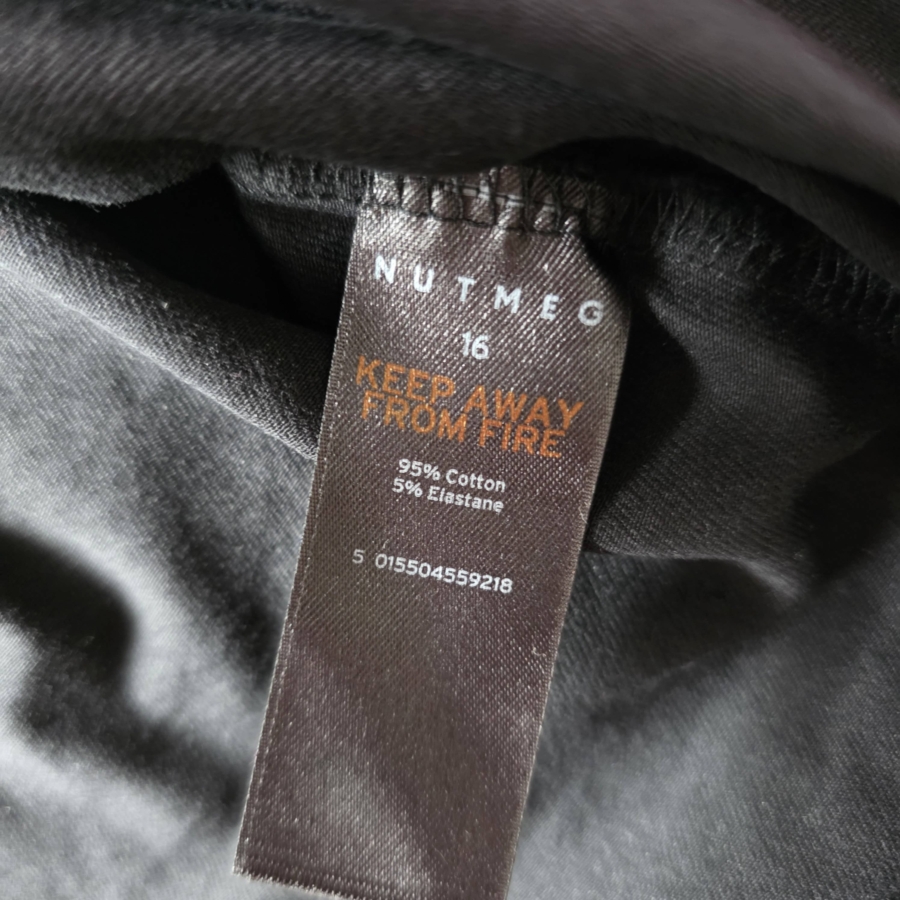 NUTMEG
16
KEEP AWAY
FROM FIRE
95% Cotton
5% Elastane
5 015504559218